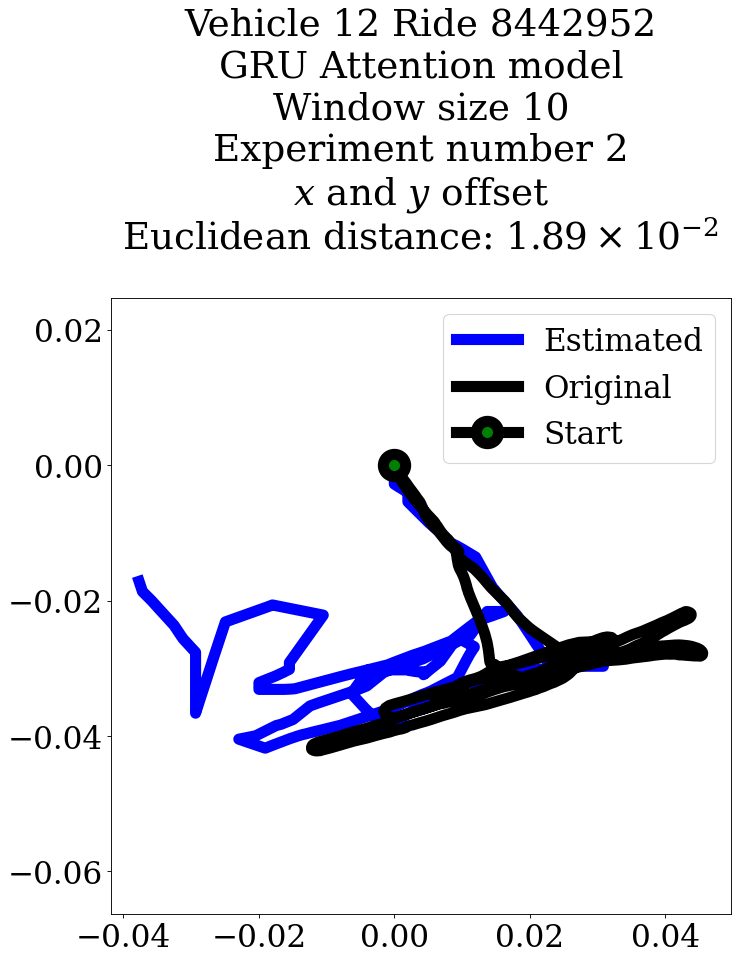 Vehicle 12 Ride 8442952
GRU Attention model
Window size 10
Experiment number 2
x and y offset
Euclidean distance: 1.89 × 10⁻²
Estimated
Original
Start
0.02
0.00
−0.02
−0.04
−0.06
−0.04 −0.02 0.00 0.02 0.04